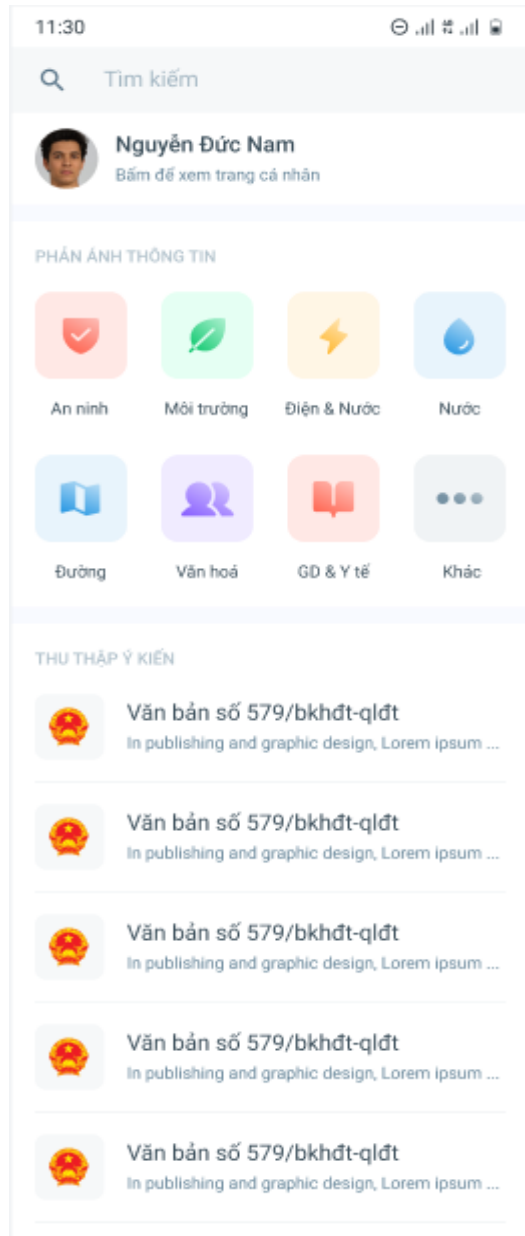 11:30
Tìm kiếm
Nguyễn Đức Nam
Bấm để xem trang cá nhân
PHẢN ÁNH THÔNG TIN
An ninh
Môi trường
Điện & Nước
Nước
Đường
Văn hoá
GD & Y tế
Khác
THU THẬP Ý KIẾN
Văn bản số 579/bkhđt-qlđt
In publishing and graphic design, Lorem ipsum ...
Văn bản số 579/bkhđt-qlđt
In publishing and graphic design, Lorem ipsum ...
Văn bản số 579/bkhđt-qlđt
In publishing and graphic design, Lorem ipsum ...
Văn bản số 579/bkhđt-qlđt
In publishing and graphic design, Lorem ipsum ...
Văn bản số 579/bkhđt-qlđt
In publishing and graphic design, Lorem ipsum ...